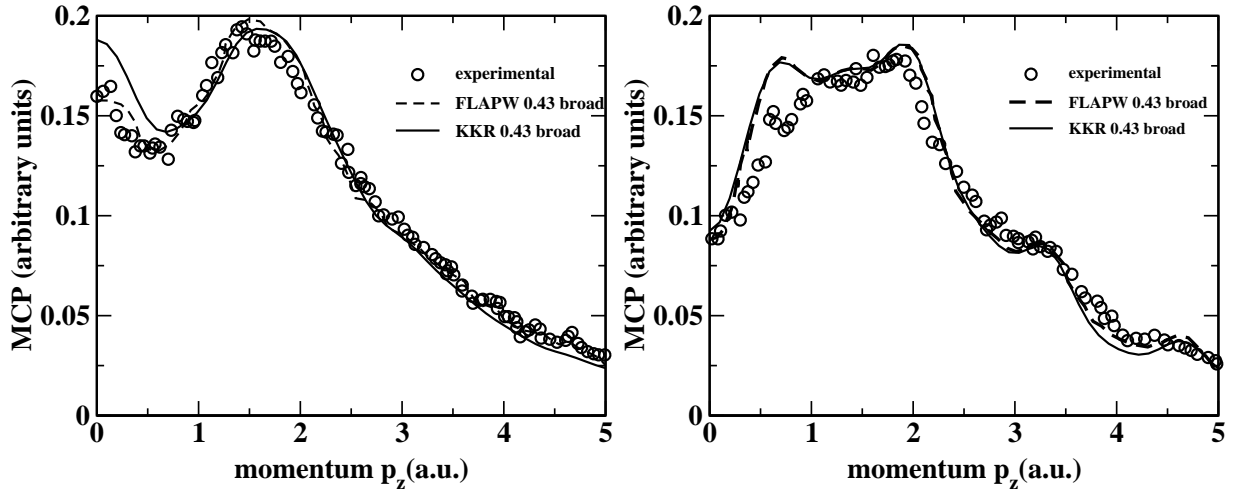 0.2
0.15
0.1
0.05
0
MCP (arbitrary units)
experimental
FLAPW 0.43 broad
KKR 0.43 broad
0 1 2 3 4 5
momentum p_z(a.u.)
0.2
0.15
0.1
0.05
0
MCP (arbitrary units)
experimental
FLAPW 0.43 broad
KKR 0.43 broad
0 1 2 3 4 5
momentum p_z(a.u.)